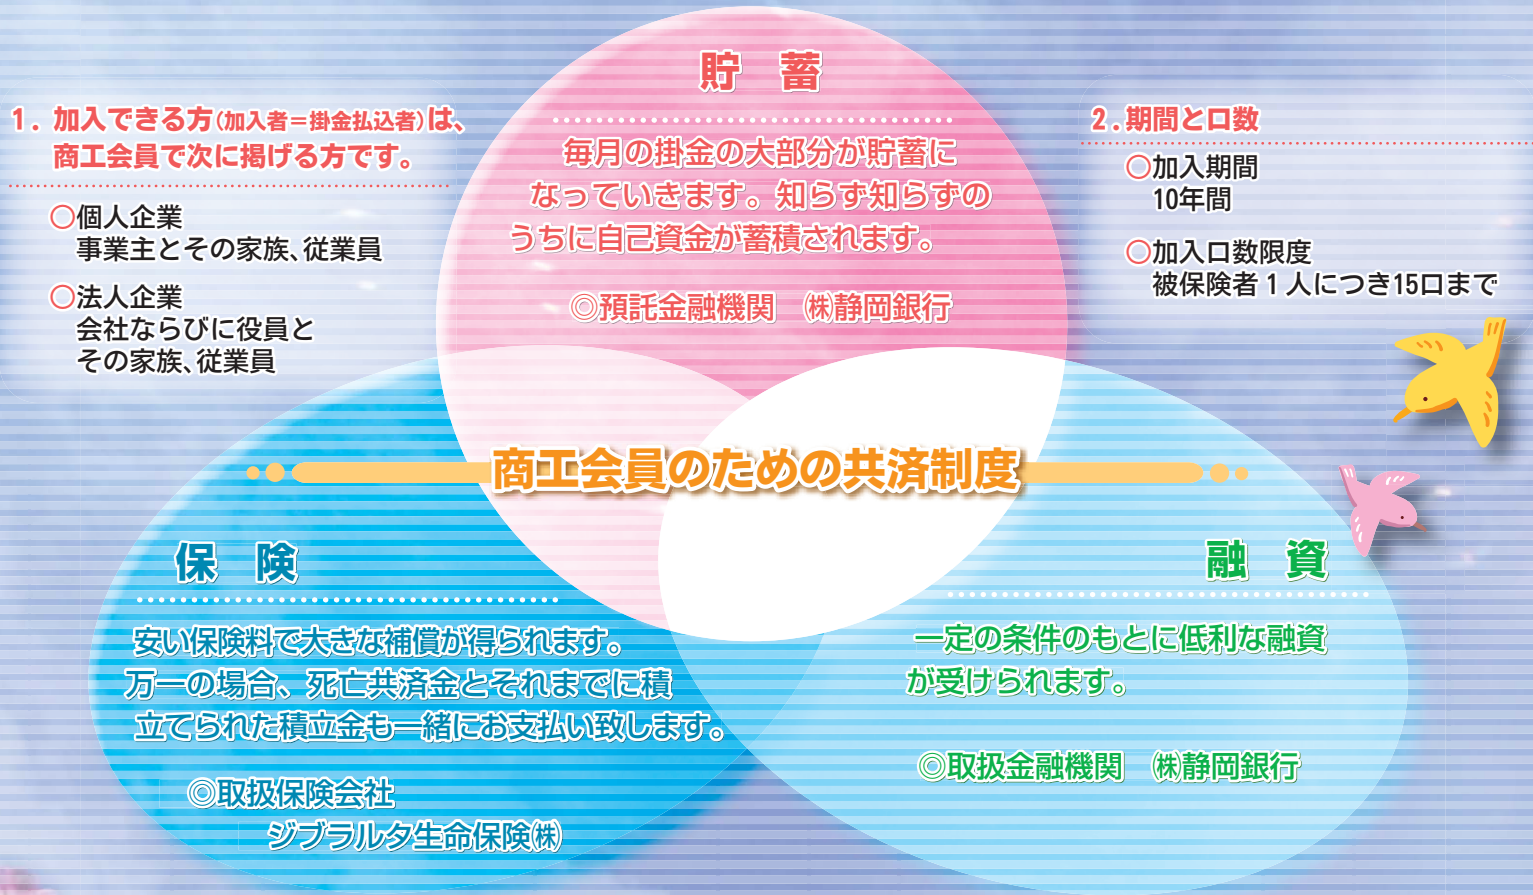 貯　蓄
毎月の掛金の大部分が貯蓄に
なっていきます。知らず知らずの
うちに自己資金が蓄積されます。
◎預託金融機関　㈱静岡銀行
1. 加入できる方(加入者＝掛金払込者)は、
商工会員で次に掲げる方です。
○個人企業
事業主とその家族、従業員
○法人企業
会社ならびに役員と
その家族、従業員
2. 期間と口数
○加入期間
10年間
○加入口数限度
被保険者１人につき15口まで
商工会員のための共済制度
保　険
安い保険料で大きな補償が得られます。
万一の場合、死亡共済金とそれまでに積
立てられた積立金も一緒にお支払い致します。
◎取扱保険会社
ジブラルタ生命保険㈱
融　資
一定の条件のもとに低利な融資
が受けられます。
◎取扱金融機関　㈱静岡銀行